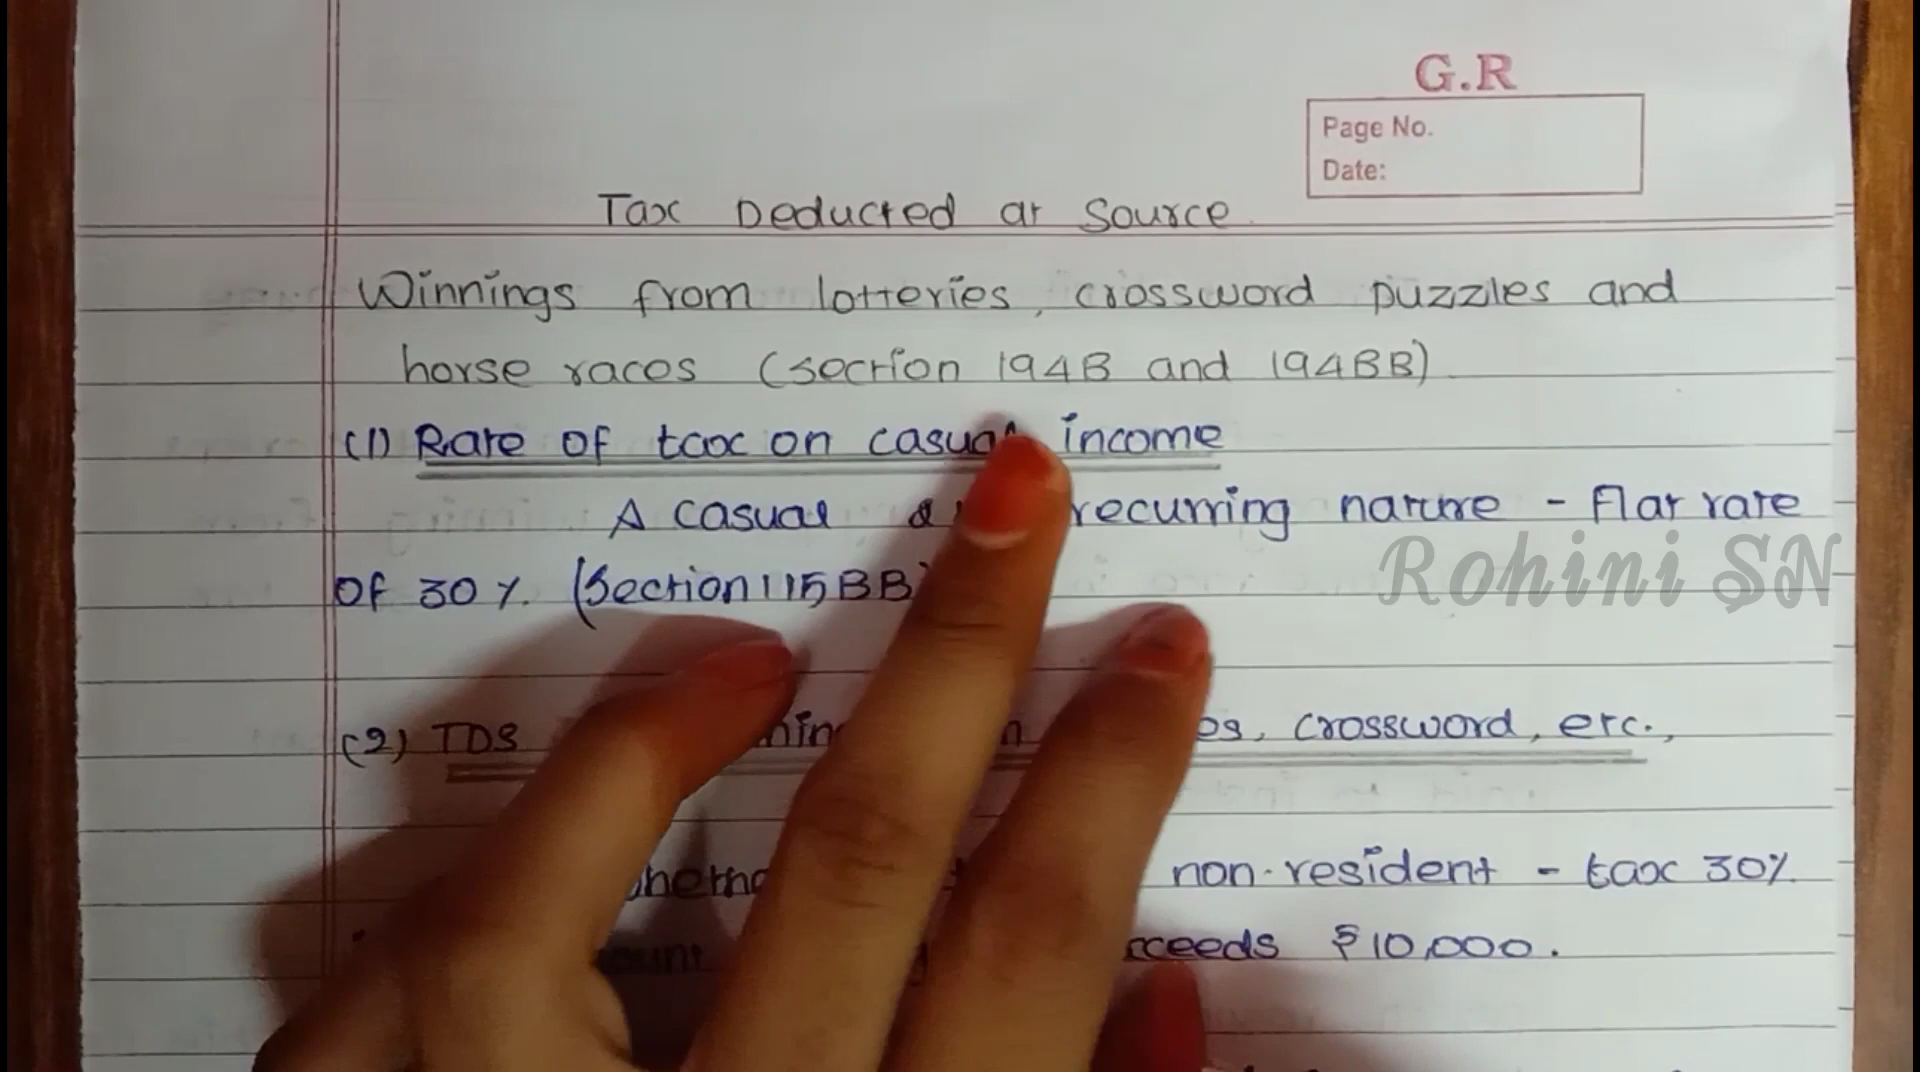 G.R
Page No.
Date:
Tax Deducted at Source
Winnings from lotteries, crossword puzzles and
horse races (section 194B and 194BB)
(1) Rate of tax on casual income
A casual recurring nature - Flat rate
Of 30%. (Section 115BB)
Rohini SN
(2) TDS crossword, etc.,
non-resident - tax 30%
₹10,000.